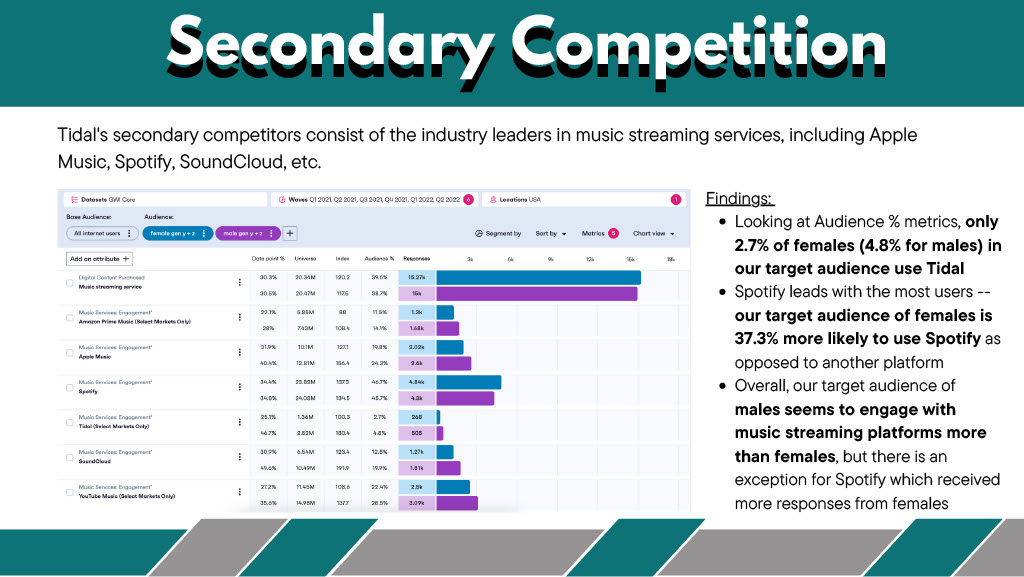 Secondary Competition
Tidal's secondary competitors consist of the industry leaders in music streaming services, including Apple
Music, Spotify, SoundCloud, etc.
Datasets GWI Core
Waves Q1 2021, Q2 2021, Q3 2021, Q4 2021, Q1 2022, Q2 2022 6
Locations USA 1
Base Audience: Audience:
All internet users female gen y + z male gen y + z +
Segment by Sort by Metrics 5 Chart view
Add an attribute +
Data point % Universe Index Audience % Responses 3k 6k 9k 12k 15k 18k
Digital Content Purchased
Music streaming service
30.3% 20.34M 120.2 39.6% 15.27k
30.5% 20.47M 117.5 38.7% 15k
Music Services: Engagement*
Amazon Prime Music (Select Markets Only)
22.1% 5.85M 88 11.5% 1.3k
28% 7.43M 108.4 14.1% 1.68k
Music Services: Engagement*
Apple Music
31.9% 10.1M 127.1 19.8% 2.02k
40.4% 12.81M 156.4 24.3% 2.6k
Music Services: Engagement*
Spotify
34.4% 23.82M 137.3 46.7% 4.84k
34.8% 24.08M 134.5 45.7% 4.3k
Music Services: Engagement*
Tidal (Select Markets Only)
25.1% 1.36M 100.3 2.7% 268
46.7% 2.52M 180.4 4.8% 505
Music Services: Engagement*
SoundCloud
30.9% 6.54M 123.4 12.8% 1.27k
49.6% 10.49M 191.9 19.9% 1.81k
Music Services: Engagement*
YouTube Music (Select Markets Only)
27.2% 11.45M 108.6 22.4% 2.5k
35.6% 14.98M 137.7 28.5% 3.09k
Findings:
• Looking at Audience % metrics, only
2.7% of females (4.8% for males) in
our target audience use Tidal
• Spotify leads with the most users --
our target audience of females is
37.3% more likely to use Spotify as
opposed to another platform
• Overall, our target audience of
males seems to engage with
music streaming platforms more
than females, but there is an
exception for Spotify which received
more responses from females